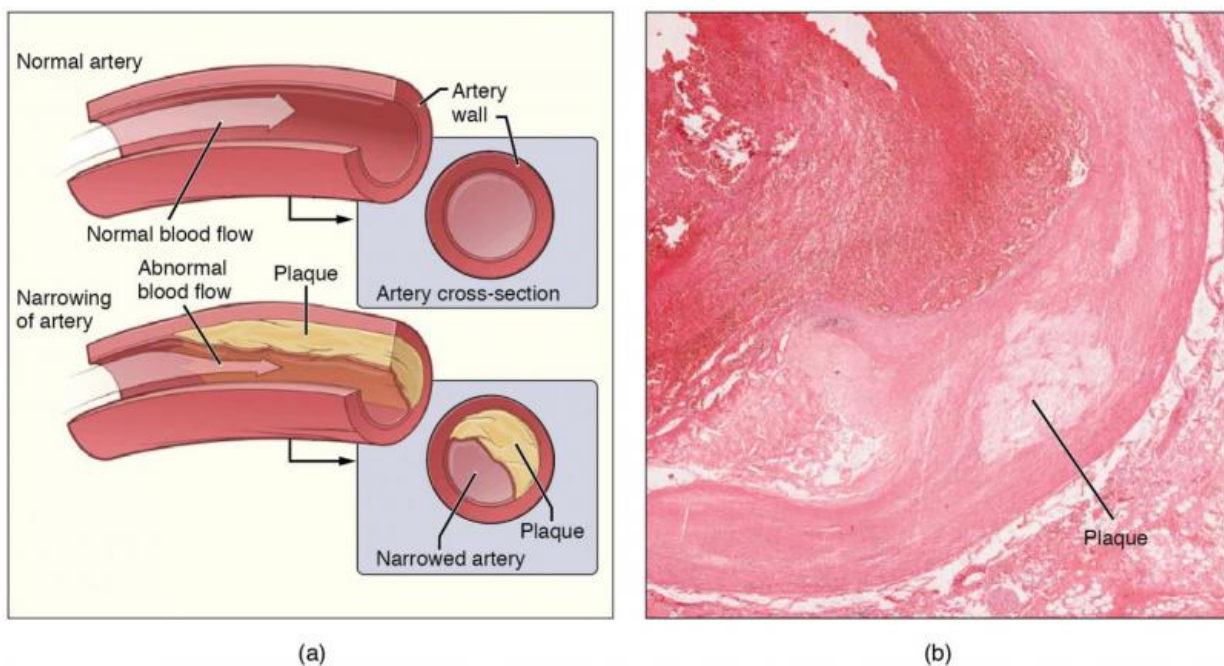 Normal artery
Artery
wall
Normal blood flow
Artery cross-section
Abnormal
blood flow
Plaque
Narrowing
of artery
Plaque
Narrowed artery
Plaque
(a)
(b)